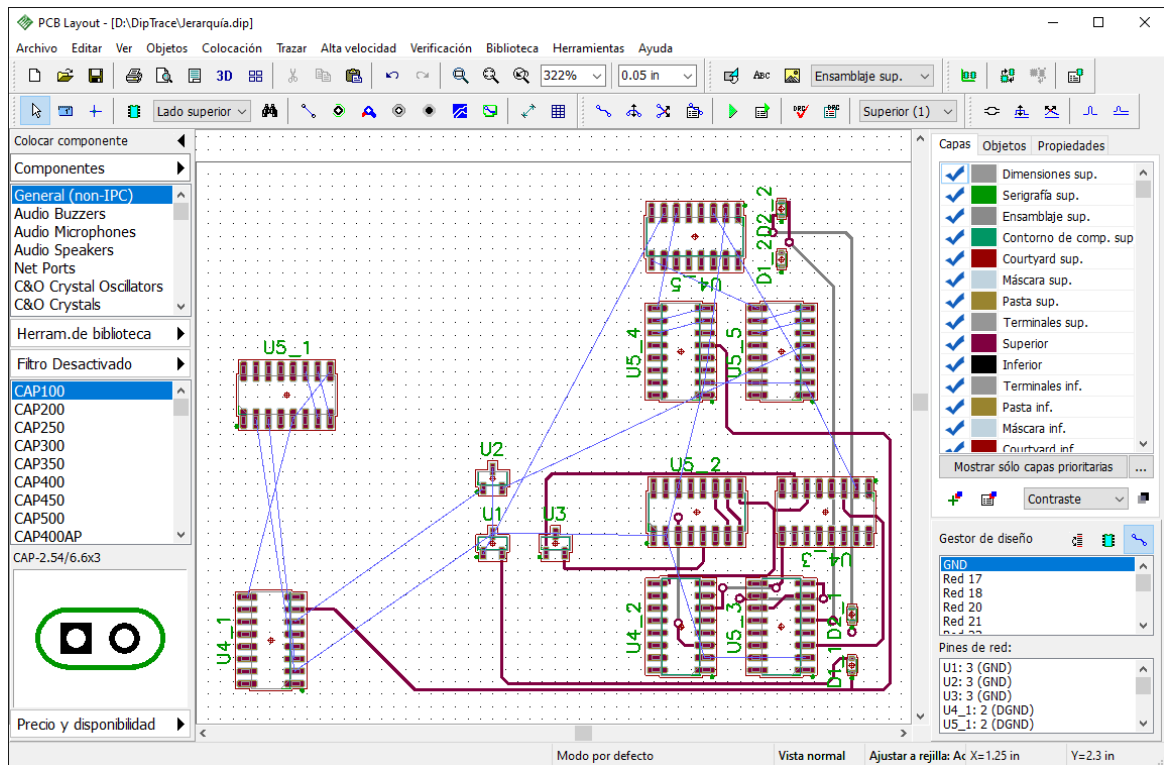 PCB Layout - [D:\DipTrace\Jerarquía.dip]
Archivo Editar Ver Objetos Colocación Trazar Alta velocidad Verificación Biblioteca Herramientas Ayuda
3D 322% 0.05 in ABC Ensamblaje sup.
Lado superior DRC DRC Superior (1)
Colocar componente
Componentes
General (non-IPC)
Audio Buzzers
Audio Microphones
Audio Speakers
Net Ports
C&O Crystal Oscillators
C&O Crystals
Herram.de biblioteca
Filtro Desactivado
CAP100
CAP200
CAP250
CAP300
CAP350
CAP400
CAP450
CAP500
CAP400AP
CAP-2.54/6.6x3
Precio y disponibilidad
D2_2
D1_2
U4_5
U5_4
U5_5
U5_1
U2
U5_2
U1
U3
U4_3
U4_1
U4_2
U5_3
D2_1
D1_1
Capas Objetos Propiedades
Dimensiones sup.
Serigrafía sup.
Ensamblaje sup.
Contorno de comp. sup
Courtyard sup.
Máscara sup.
Pasta sup.
Terminales sup.
Superior
Inferior
Terminales inf.
Pasta inf.
Máscara inf.
Courtyard inf
Mostrar sólo capas prioritarias ...
Contraste
Gestor de diseño
GND
Red 17
Red 18
Red 20
Red 21
Pines de red:
U1: 3 (GND)
U2: 3 (GND)
U3: 3 (GND)
U4_1: 2 (DGND)
U5_1: 2 (DGND)
Modo por defecto Vista normal Ajustar a rejilla: Ac X=1.25 in Y=2.3 in